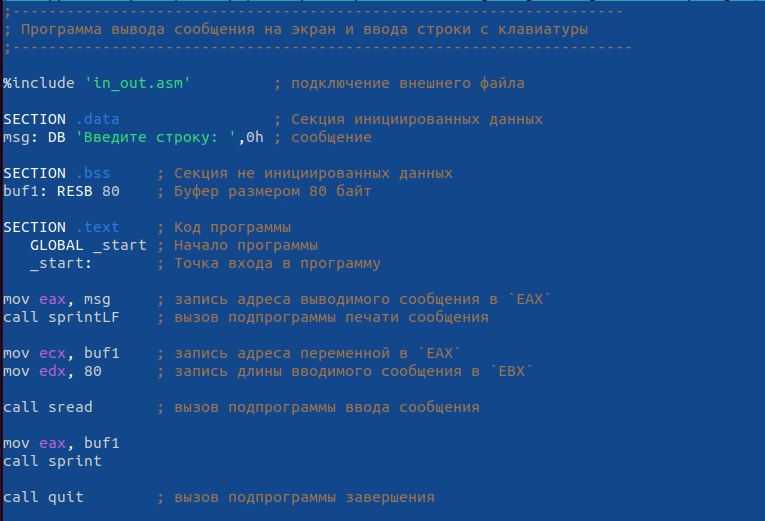 ;--------------------------------------------------------------------
; Программа вывода сообщения на экран и ввода строки с клавиатуры
;---------------------------------------------------------------------
%include 'in_out.asm'         ; подключение внешнего файла
SECTION .data                 ; Секция инициированных данных
msg: DB 'Введите строку: ',0h ; сообщение
SECTION .bss     ; Секция не инициированных данных
buf1: RESB 80    ; Буфер размером 80 байт
SECTION .text    ; Код программы
   GLOBAL _start ; Начало программы
   _start:       ; Точка входа в программу
mov eax, msg     ; запись адреса выводимого сообщения в `EAX`
call sprintLF    ; вызов подпрограммы печати сообщения
mov ecx, buf1    ; запись адреса переменной в `EAX`
mov edx, 80      ; запись длины вводимого сообщения в `EBX`
call sread       ; вызов подпрограммы ввода сообщения
mov eax, buf1
call sprint
call quit        ; вызов подпрограммы завершения